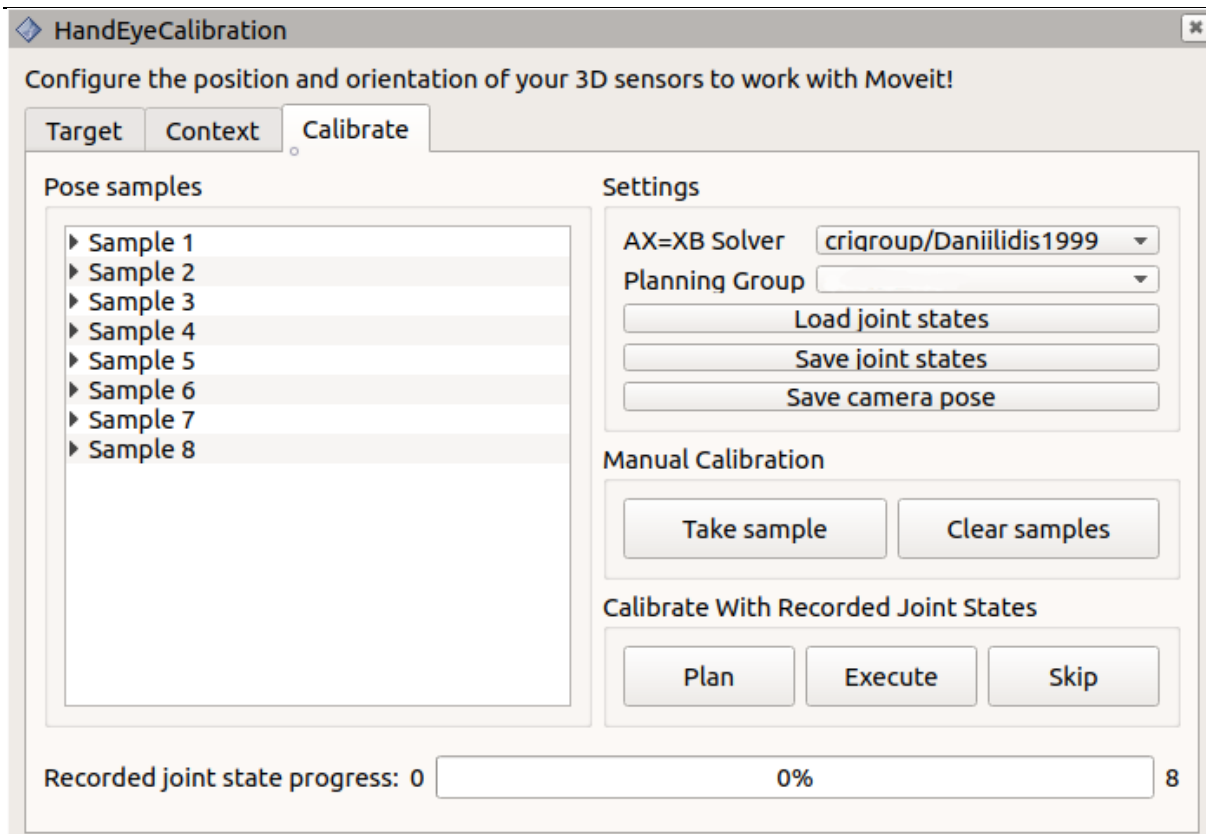 HandEyeCalibration
Configure the position and orientation of your 3D sensors to work with Moveit!
Target Context Calibrate
Pose samples
Sample 1
Sample 2
Sample 3
Sample 4
Sample 5
Sample 6
Sample 7
Sample 8
Settings
AX=XB Solver crigroup/Daniilidis1999
Planning Group
Load joint states
Save joint states
Save camera pose
Manual Calibration
Take sample Clear samples
Calibrate With Recorded Joint States
Plan Execute Skip
Recorded joint state progress: 0 0% 8